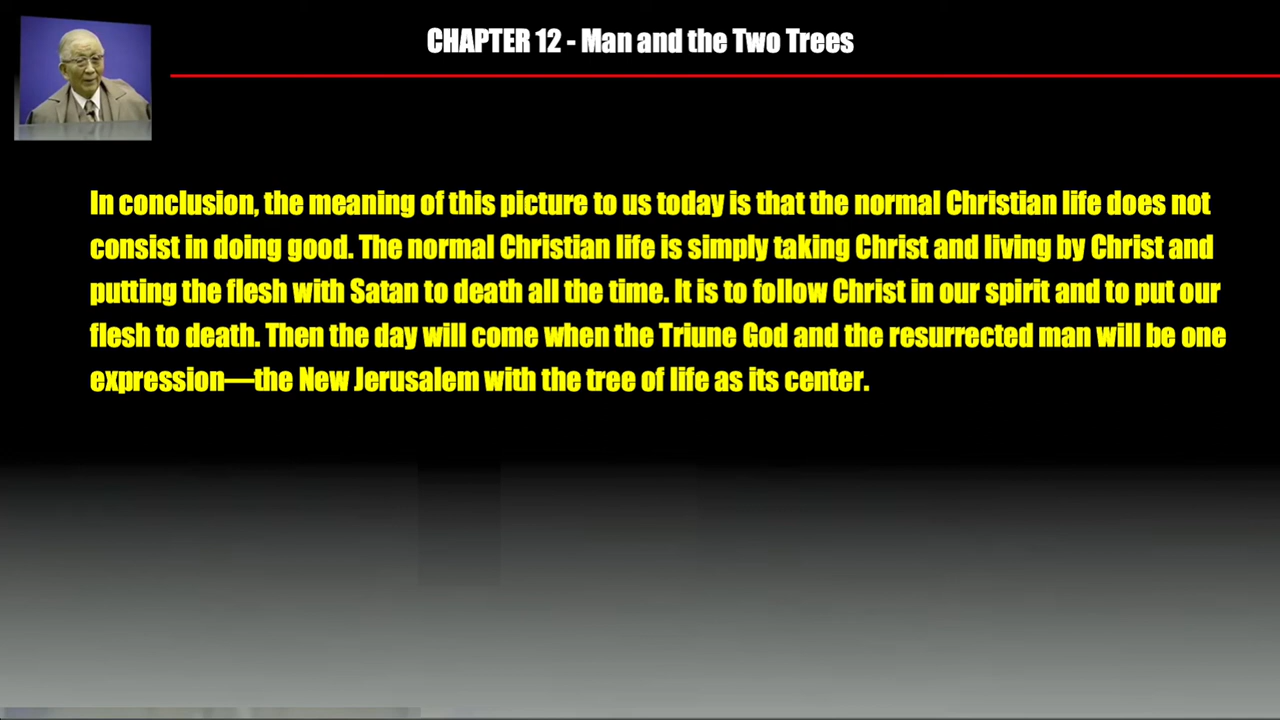 CHAPTER 12 - Man and the Two Trees
In conclusion, the meaning of this picture to us today is that the normal Christian life does not
consist in doing good. The normal Christian life is simply taking Christ and living by Christ and
putting the flesh with Satan to death all the time. It is to follow Christ in our spirit and to put our
flesh to death. Then the day will come when the Triune God and the resurrected man will be one
expression—the New Jerusalem with the tree of life as its center.